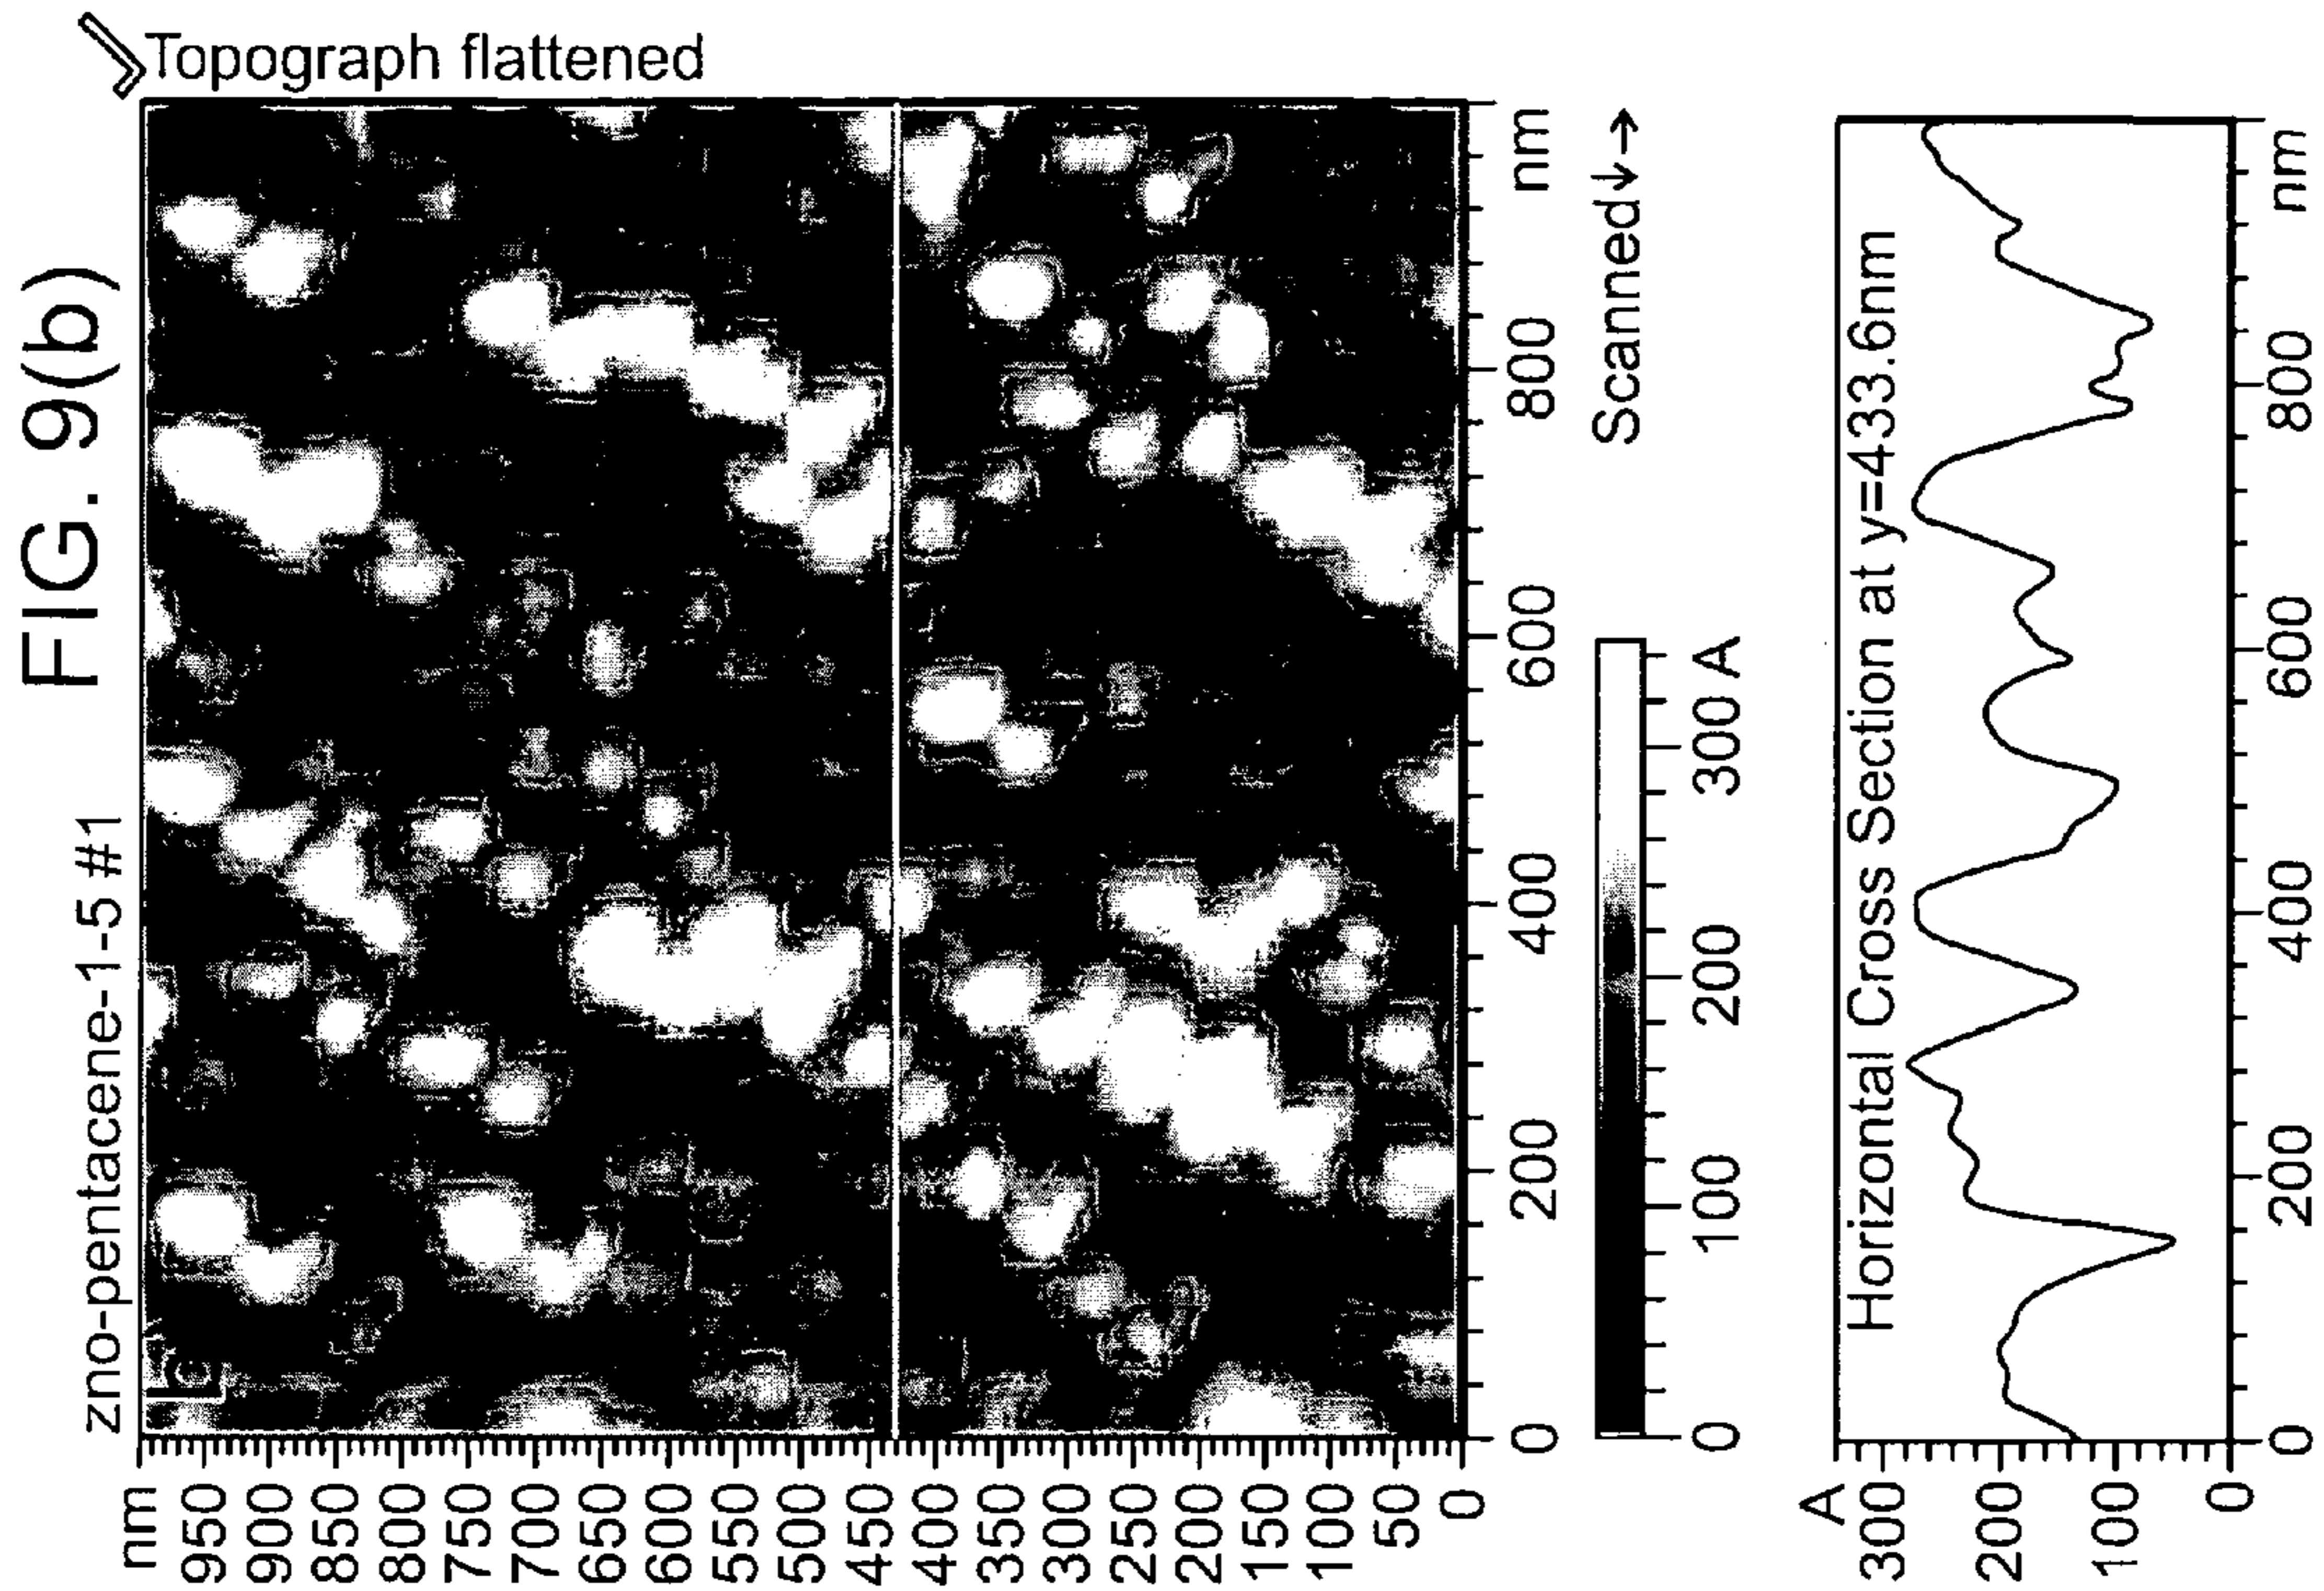 FIG. 9(b)
zno-pentacene-1-5 #1
Topograph flattened
nm
950
900
850
800
750
700
650
600
550
500
450
400
350
300
250
200
150
100
50
0
0 200 400 600 800 nm
Scanned↓→
0 100 200 300 A
Horizontal Cross Section at y=433.6nm
A
300
200
100
0
0 200 400 600 800 nm